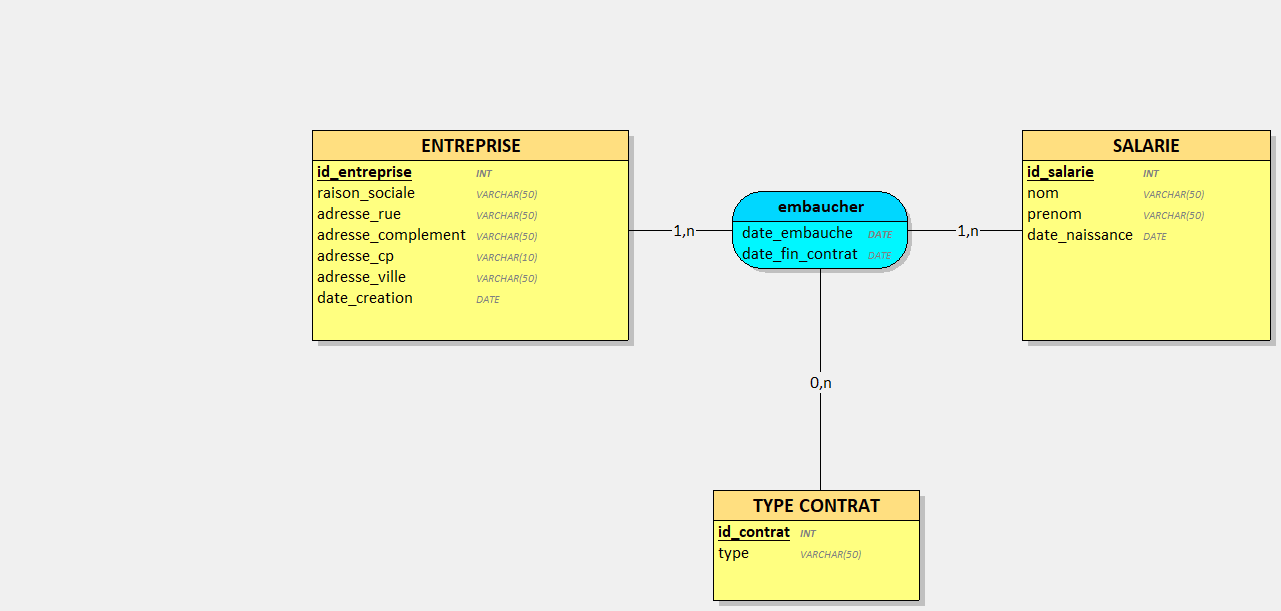 ENTREPRISE
id_entreprise INT
raison_sociale VARCHAR(50)
adresse_rue VARCHAR(50)
adresse_complement VARCHAR(50)
adresse_cp VARCHAR(10)
adresse_ville VARCHAR(50)
date_creation DATE
1,n
embaucher
date_embauche DATE
date_fin_contrat DATE
1,n
SALARIE
id_salarie INT
nom VARCHAR(50)
prenom VARCHAR(50)
date_naissance DATE
0,n
TYPE CONTRAT
id_contrat INT
type VARCHAR(50)